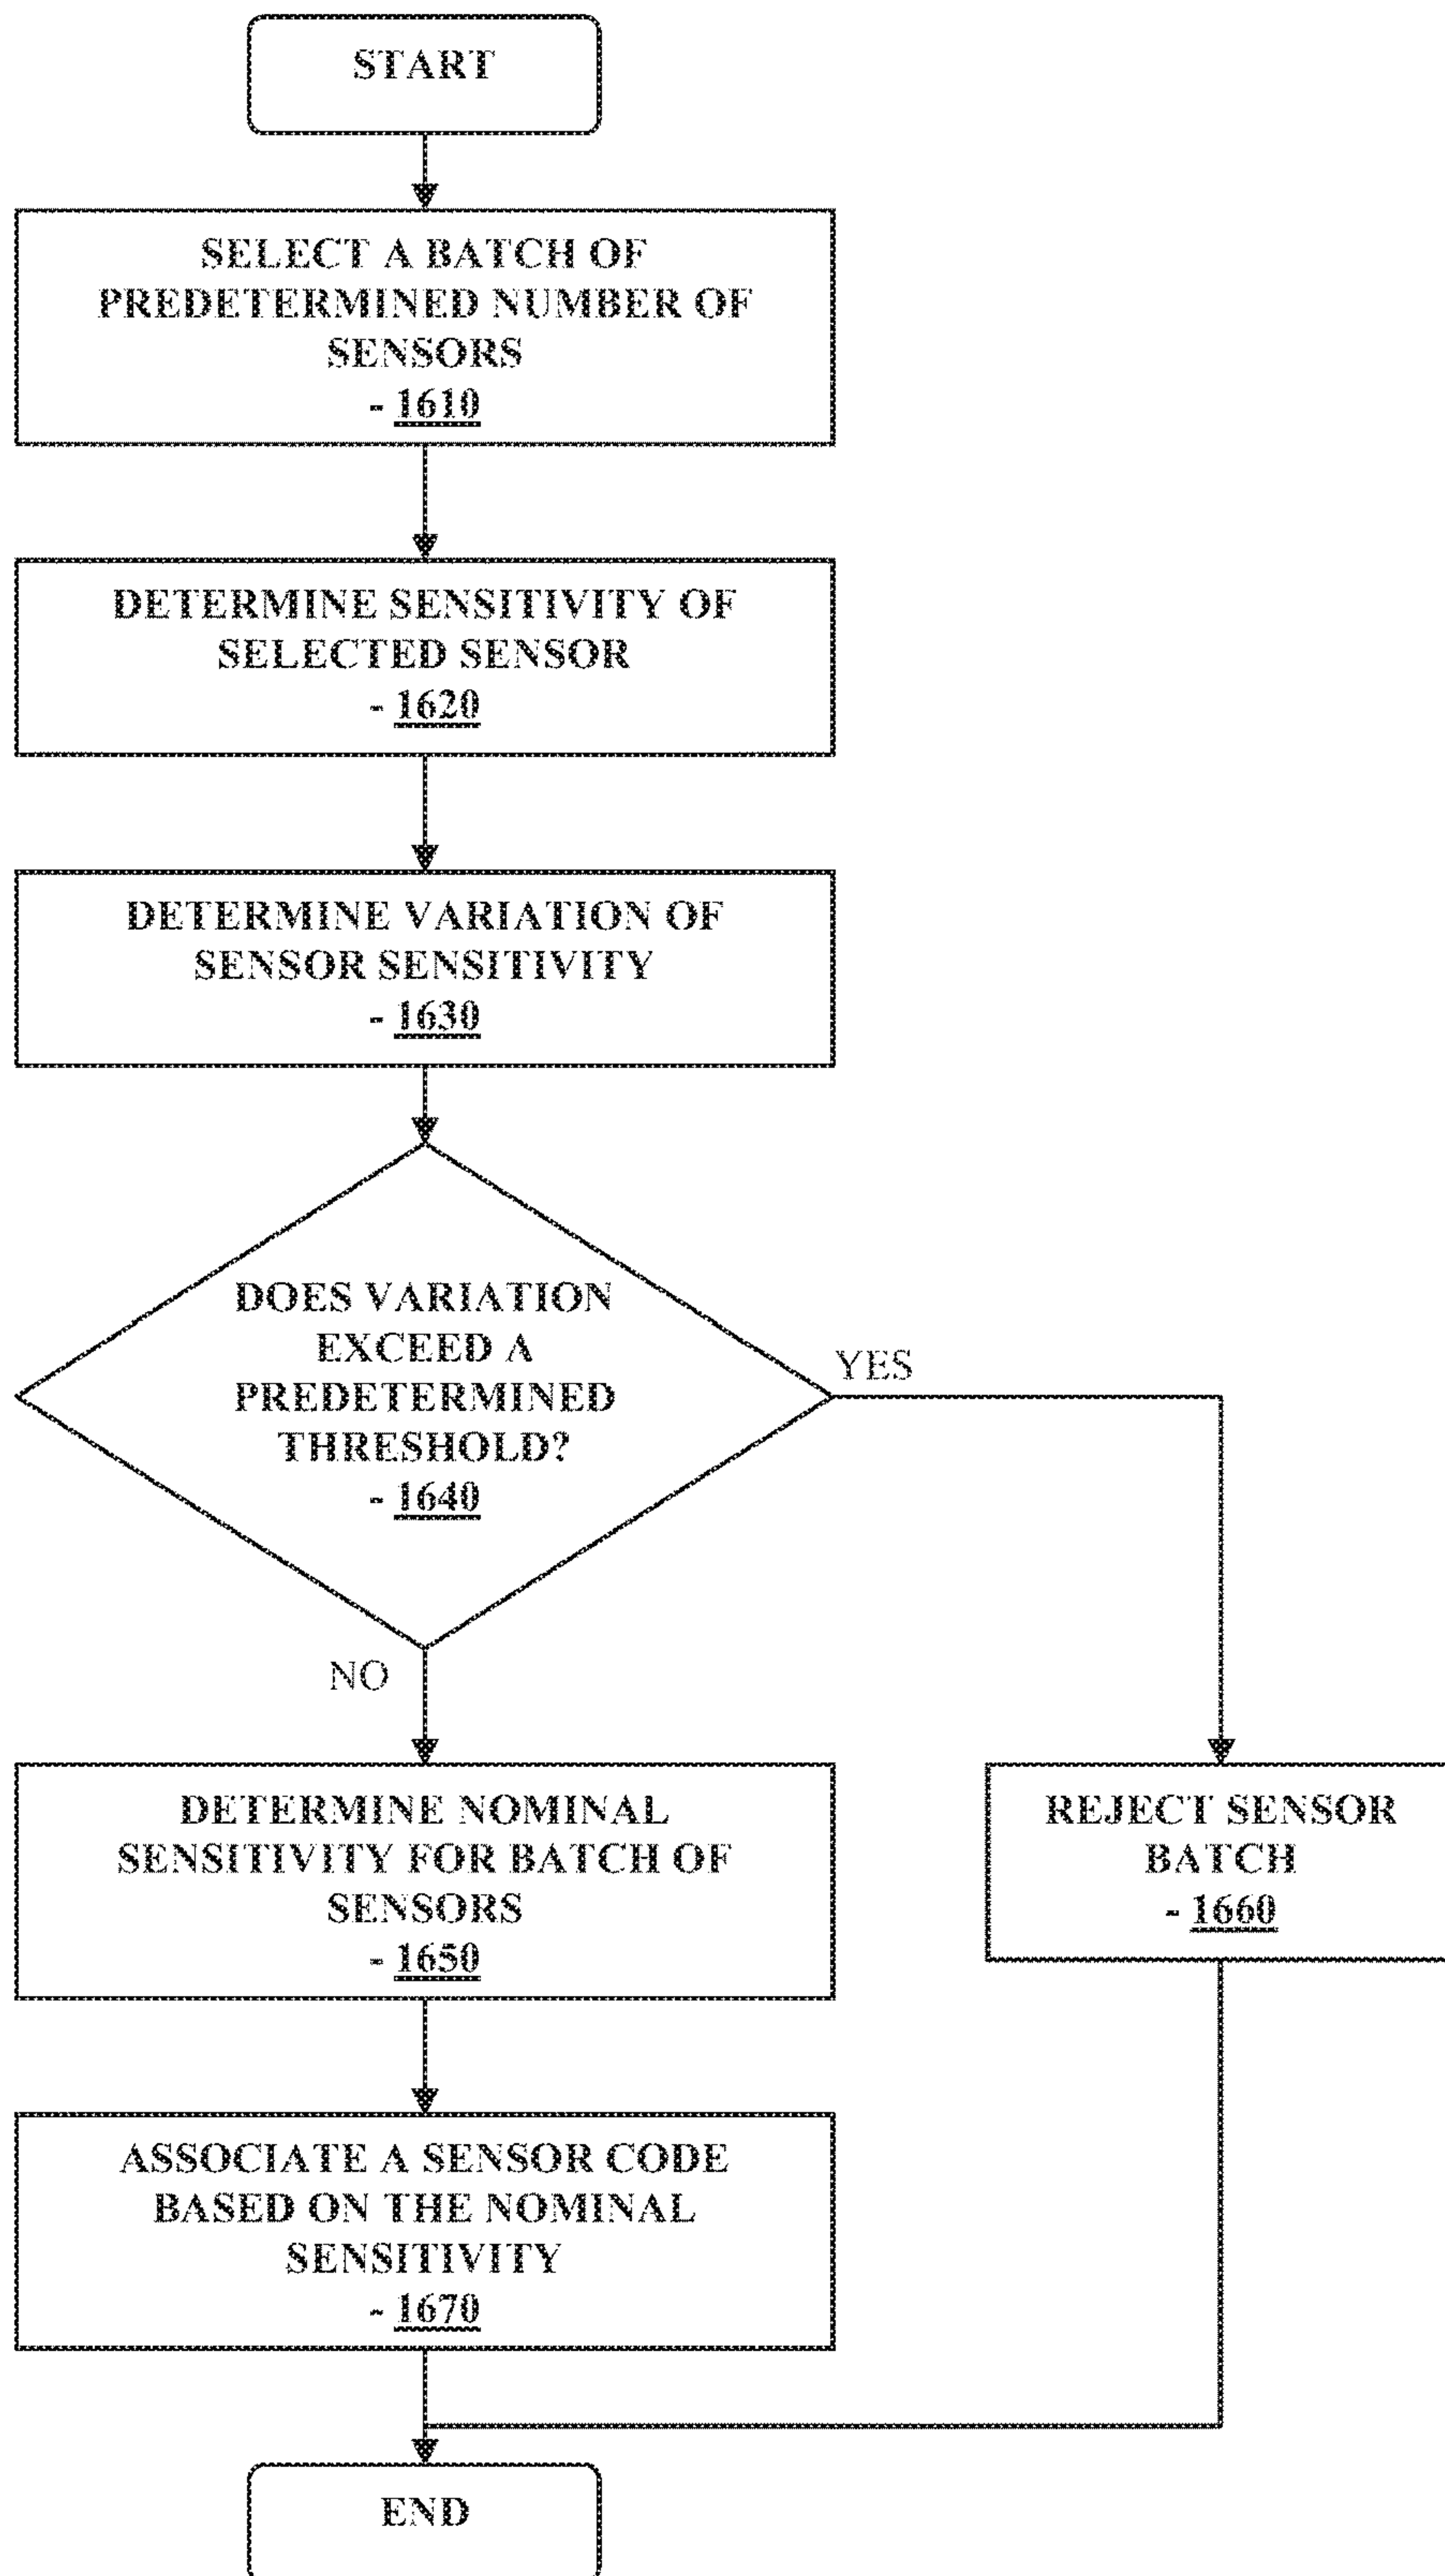 START
SELECT A BATCH OF
PREDETERMINED NUMBER OF
SENSORS
- 1610
DETERMINE SENSITIVITY OF
SELECTED SENSOR
- 1620
DETERMINE VARIATION OF
SENSOR SENSITIVITY
- 1630
DOES VARIATION
EXCEED A
PREDETERMINED
THRESHOLD?
- 1640
YES
NO
DETERMINE NOMINAL
SENSITIVITY FOR BATCH OF
SENSORS
- 1650
REJECT SENSOR
BATCH
- 1660
ASSOCIATE A SENSOR CODE
BASED ON THE NOMINAL
SENSITIVITY
- 1670
END